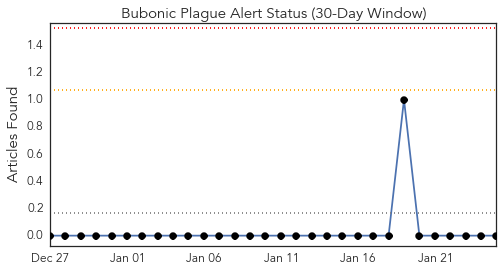 Bubonic Plague Alert Status (30-Day Window)
Articles Found
1.4
1.2
1.0
0.8
0.6
0.4
0.2
0.0
Dec 27 Jan 01 Jan 06 Jan 11 Jan 16 Jan 21